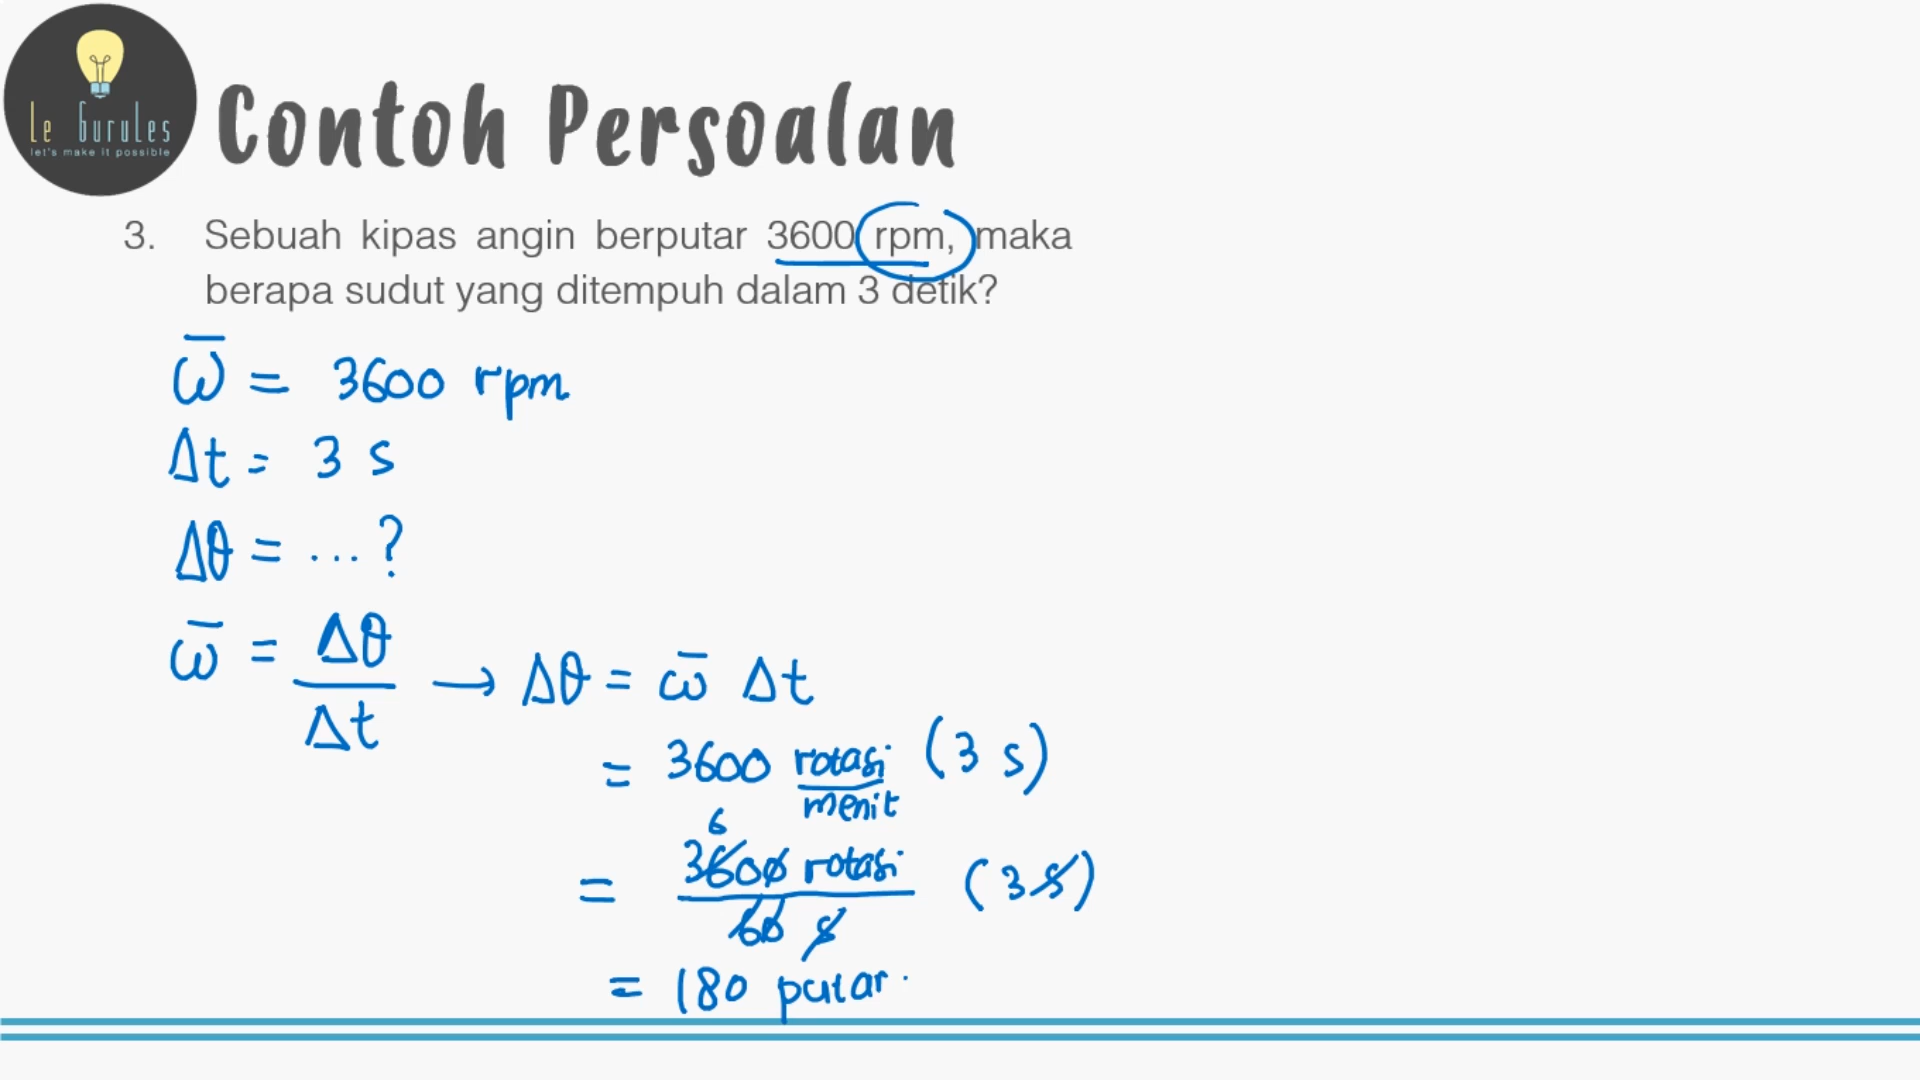 Le Gurules
let's make it possible
Contoh Persoalan
3. Sebuah kipas angin berputar 3600 rpm, maka
berapa sudut yang ditempuh dalam 3 detik?
ω̅ = 3600 rpm
Δt = 3 s
Δθ = ... ?
ω̅ = Δθ / Δt → Δθ = ω̅ Δt
= 3600 rotasi / menit (3 s)
6
= 3600 rotasi / 60 s (3 s)
= 180 putar.